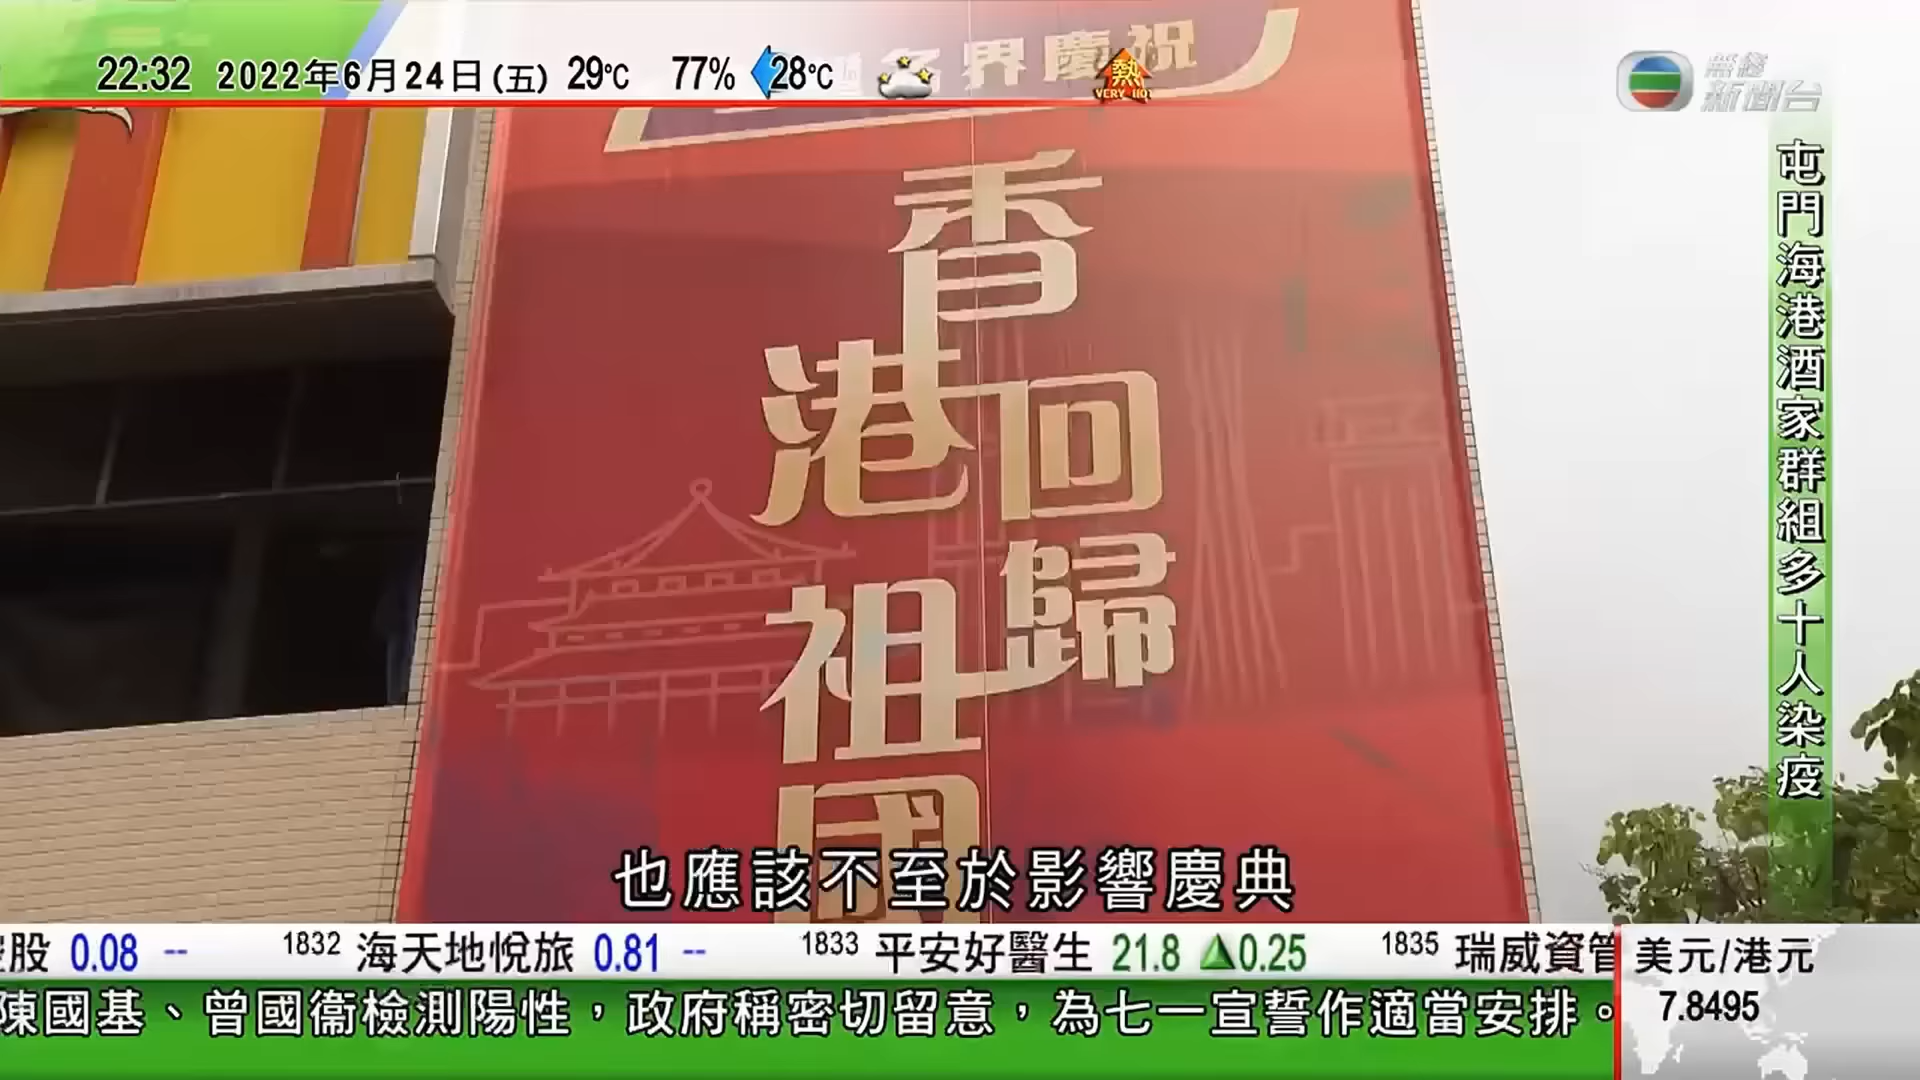 22:32 2022年6月24日(五) 29℃ 77% 28℃
熱
VERY HOT
無綫
新聞台
各界慶祝
香港
回歸
祖國
屯門海港酒家群組多十人染疫
也應該不至於影響慶典
控股 0.08 -- 1832 海天地悅旅 0.81 -- 1833 平安好醫生 21.8 ▲0.25 1835 瑞威資管
美元/港元
7.8495
陳國基、曾國衞檢測陽性，政府稱密切留意，為七一宣誓作適當安排。